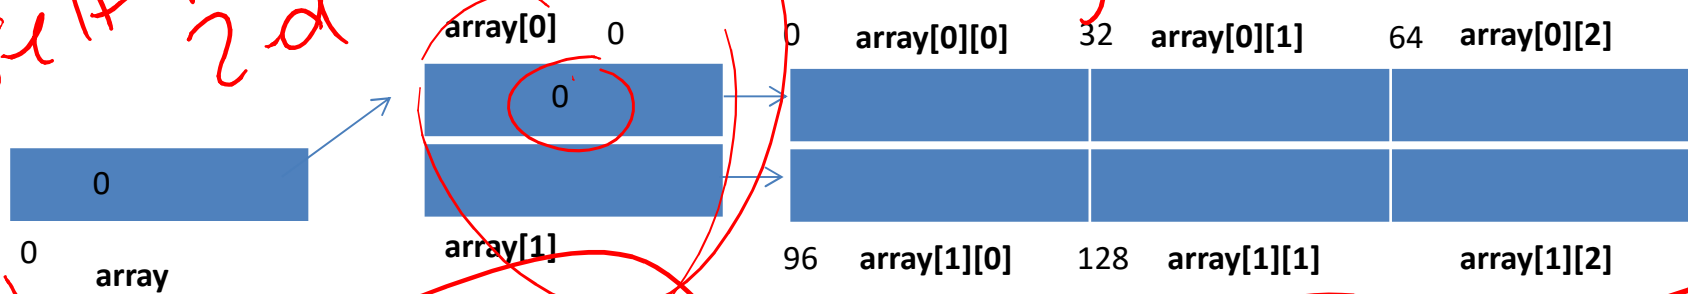 2d
array[0] 0
0 array[0][0] 32 array[0][1] 64 array[0][2]
0
0
0
array
array[1]
96 array[1][0] 128 array[1][1] array[1][2]